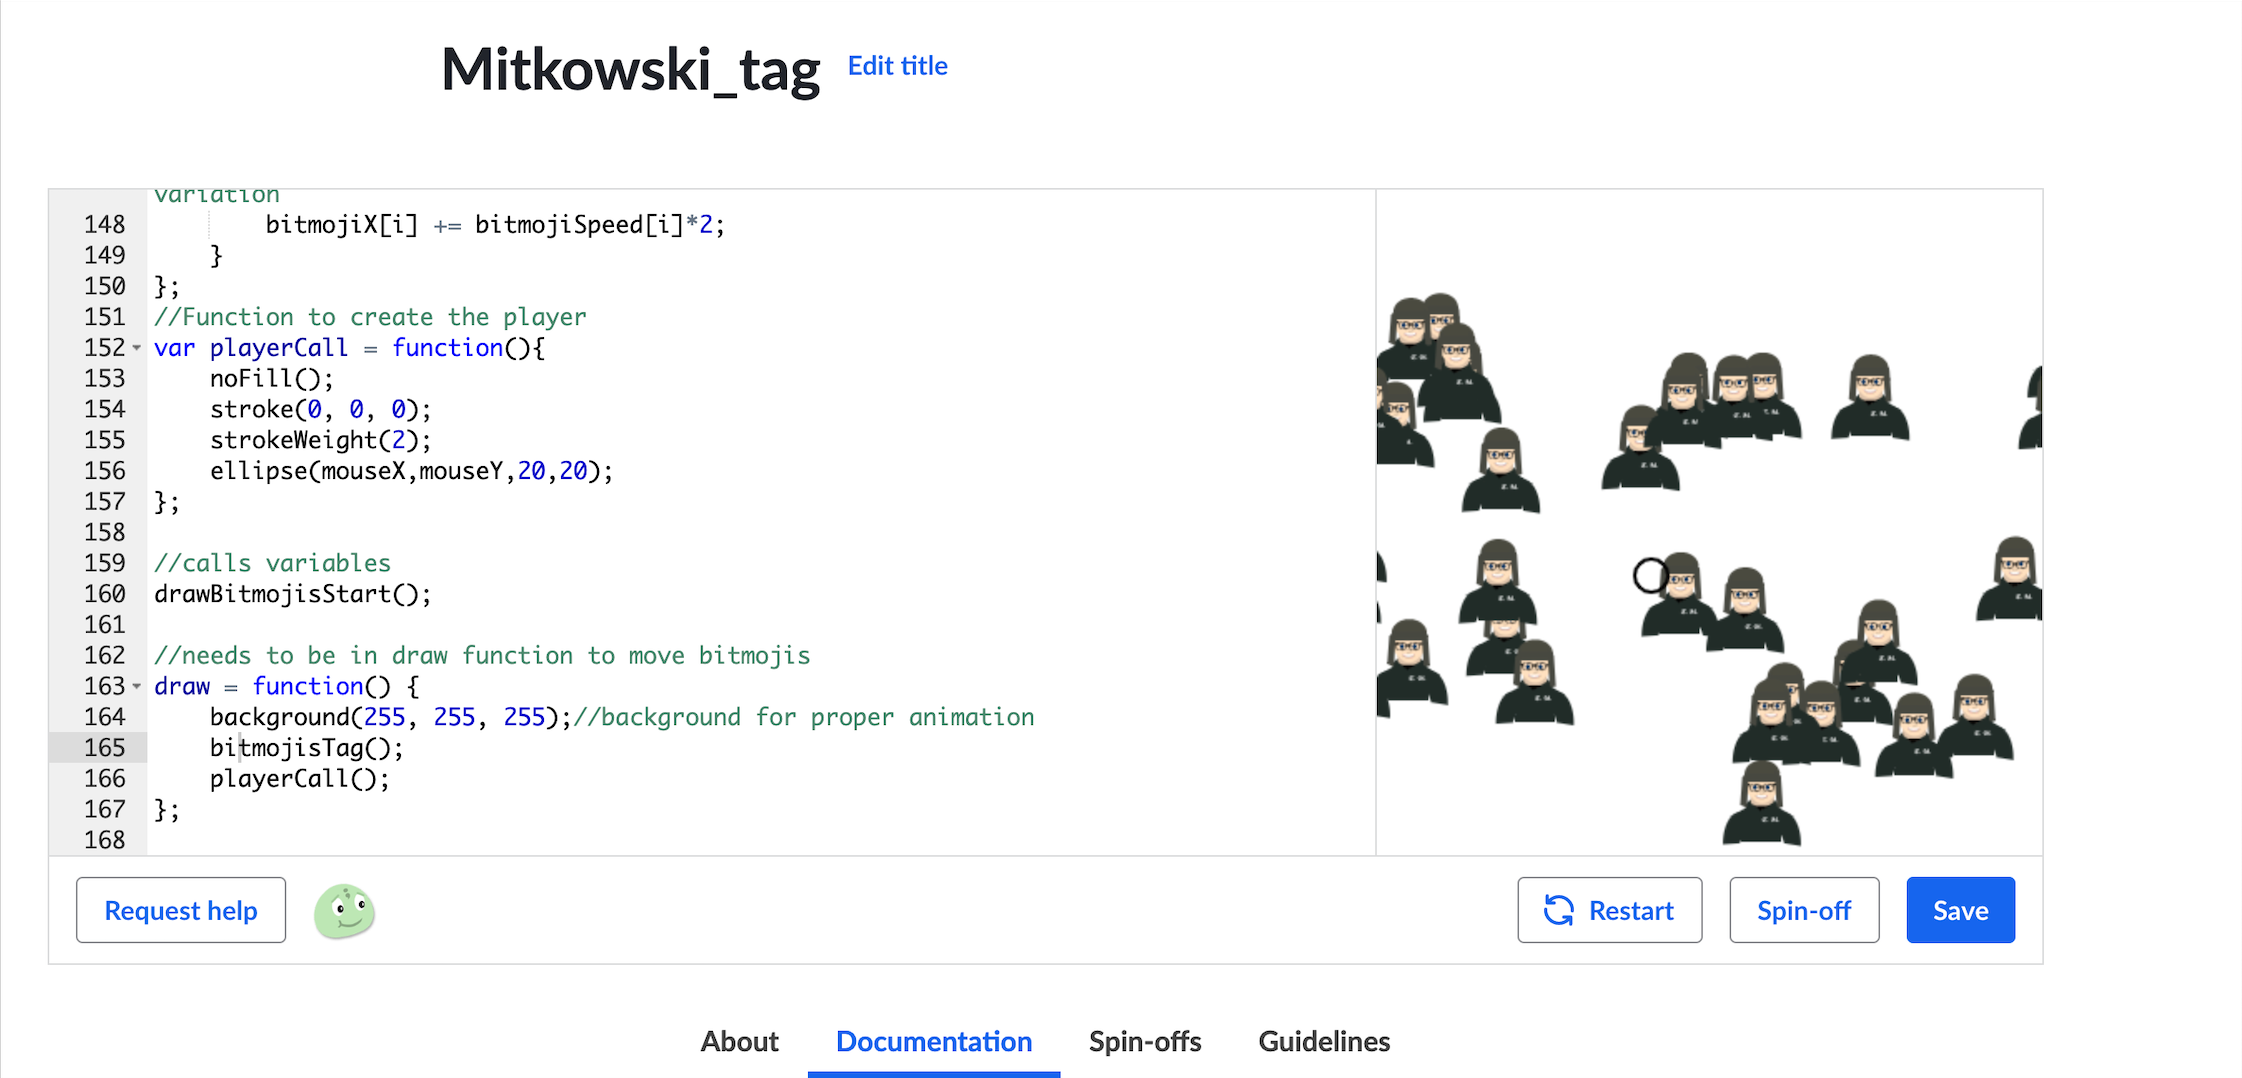 Mitkowski_tag Edit title
variation
148 bitmojiX[i] += bitmojiSpeed[i]*2;
149 }
150 };
151 //Function to create the player
152 var playerCall = function(){
153 noFill();
154 stroke(0, 0, 0);
155 strokeWeight(2);
156 ellipse(mouseX,mouseY,20,20);
157 };
158
159 //calls variables
160 drawBitmojisStart();
161
162 //needs to be in draw function to move bitmojis
163 draw = function() {
164 background(255, 255, 255);//background for proper animation
165 bitmojisTag();
166 playerCall();
167 };
168
Request help Restart Spin-off Save
About Documentation Spin-offs Guidelines